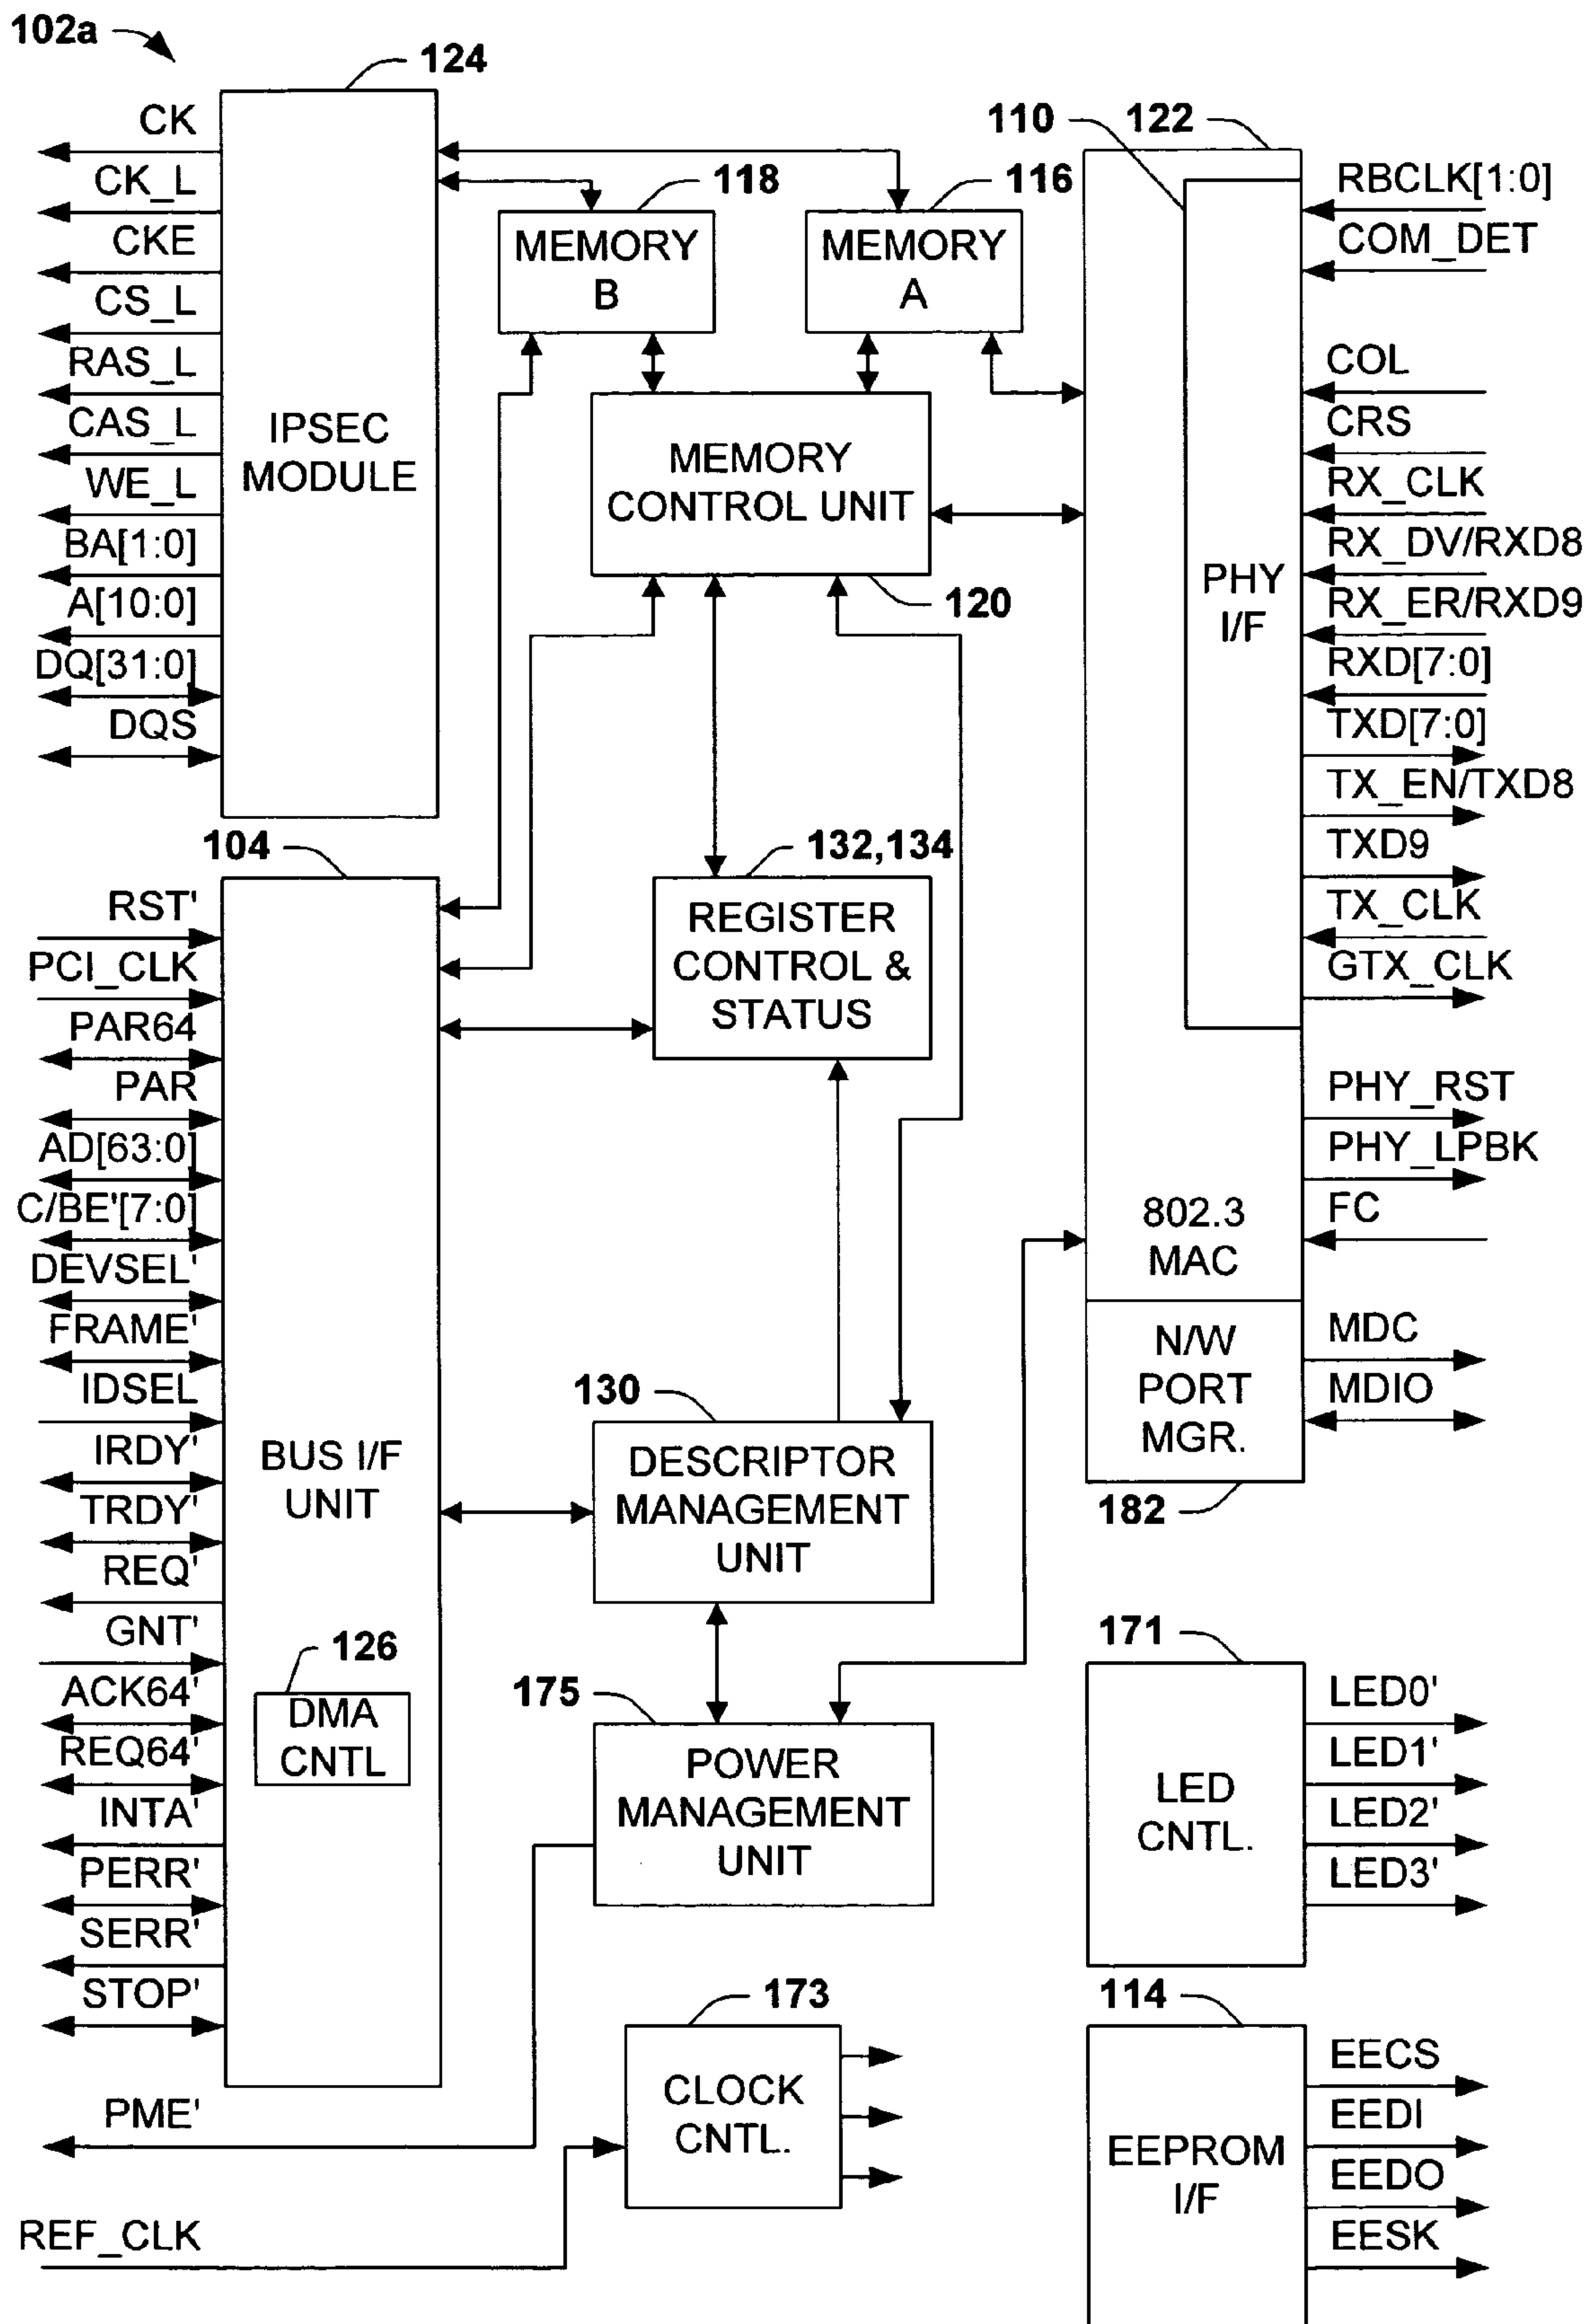 102a
124
CK
CK_L
CKE
CS_L
RAS_L
CAS_L
WE_L
BA[1:0]
A[10:0]
DQ[31:0]
DQS
IPSEC
MODULE
118
MEMORY
B
116
MEMORY
A
MEMORY
CONTROL UNIT
120
110
122
PHY
I/F
RBCLK[1:0]
COM_DET
COL
CRS
RX_CLK
RX_DV/RXD8
RX_ER/RXD9
RXD[7:0]
TXD[7:0]
TX_EN/TXD8
TXD9
TX_CLK
GTX_CLK
PHY_RST
PHY_LPBK
FC
802.3
MAC
N/W
PORT
MGR.
182
MDC
MDIO
104
RST'
PCI_CLK
PAR64
PAR
AD[63:0]
C/BE'[7:0]
DEVSEL'
FRAME'
IDSEL
IRDY'
TRDY'
REQ'
GNT'
ACK64'
REQ64'
INTA'
PERR'
SERR'
STOP'
BUS I/F
UNIT
126
DMA
CNTL
132,134
REGISTER
CONTROL &
STATUS
130
DESCRIPTOR
MANAGEMENT
UNIT
175
POWER
MANAGEMENT
UNIT
PME'
REF_CLK
173
CLOCK
CNTL.
171
LED
CNTL.
LED0'
LED1'
LED2'
LED3'
114
EEPROM
I/F
EECS
EEDI
EEDO
EESK